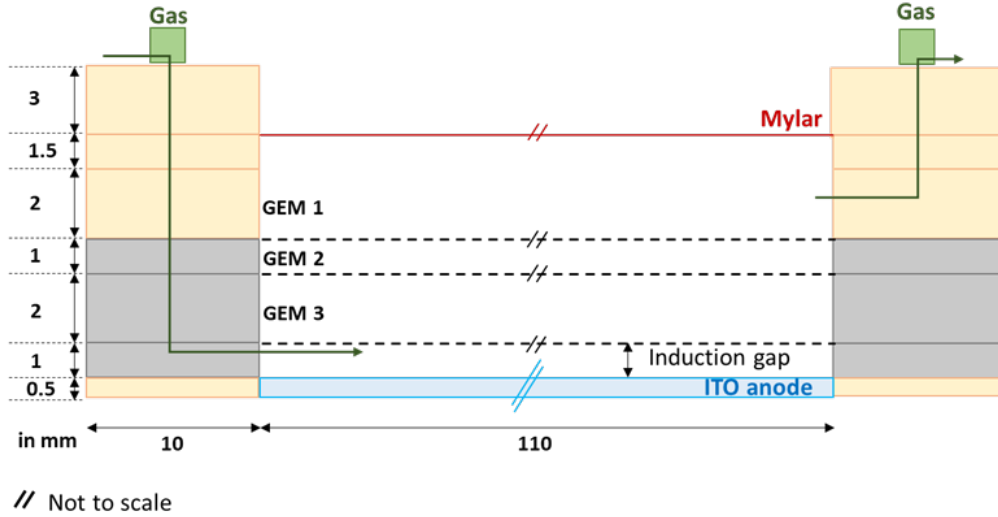 Gas
Gas
3
Mylar
1.5
2
GEM 1
1
GEM 2
2
GEM 3
1
Induction gap
0.5
ITO anode
in mm
10
110
// Not to scale